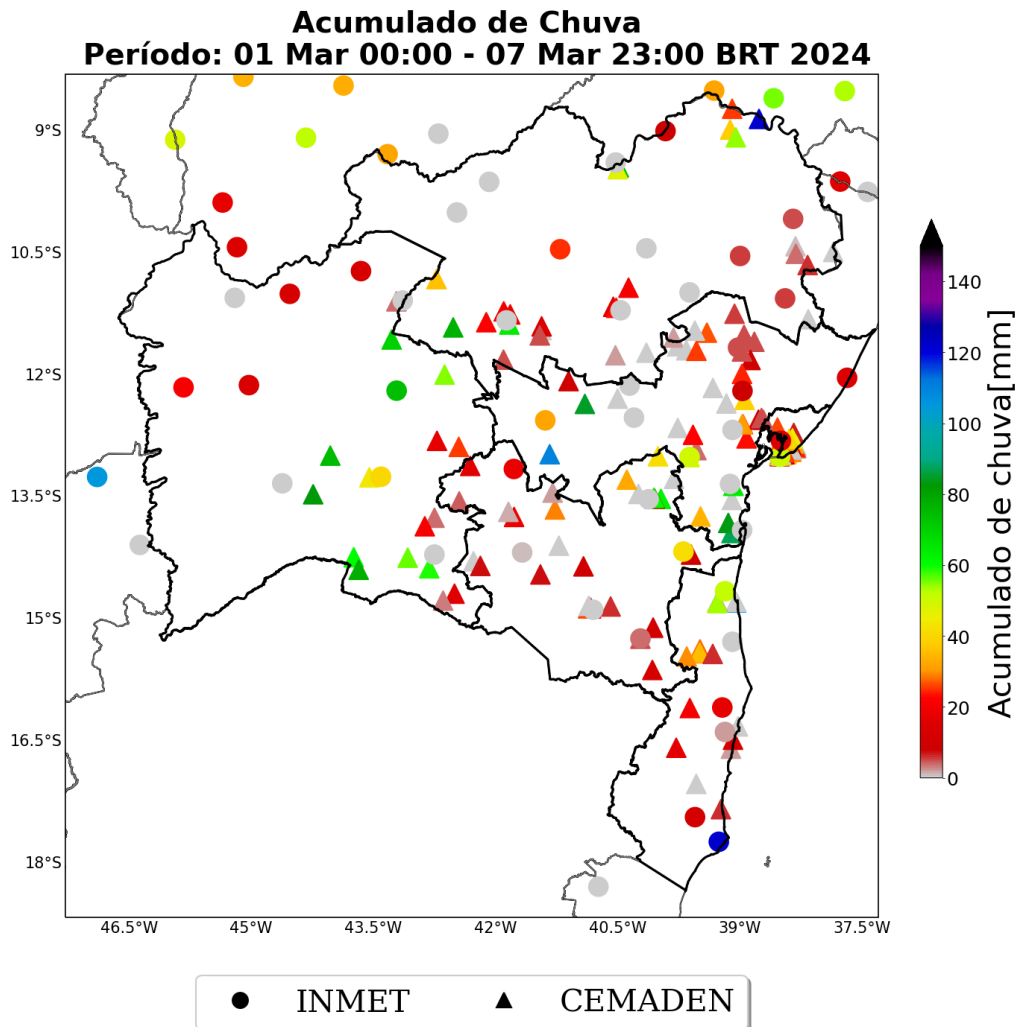 Acumulado de Chuva
Período: 01 Mar 00:00 - 07 Mar 23:00 BRT 2024
9°S
10.5°S
12°S
13.5°S
15°S
16.5°S
18°S
46.5°W 45°W 43.5°W 42°W 40.5°W 39°W 37.5°W
140
120
100
80
60
40
20
0
Acumulado de chuva[mm]
INMET CEMADEN